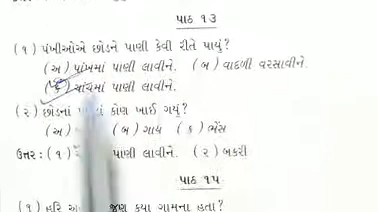 પાઠ ૧૩
(૧) પંખીઓએ છોડને પાણી કેવી રીતે પાયું?
(અ) પાંખમાં પાણી લાવીને. (બ) વાદળી વરસાવીને.
(ક) ચાંચમાં પાણી લાવીને.
(૨) છોડનાં કોણ ખાઈ ગયું?
(અ) (બ) ગાય (ક) ભેંસ
ઉત્તર : (૧) પાણી લાવીને. (૨) બકરી
પાઠ ૧૫
(૧) હરિ જણ કયા ગામના હતા?